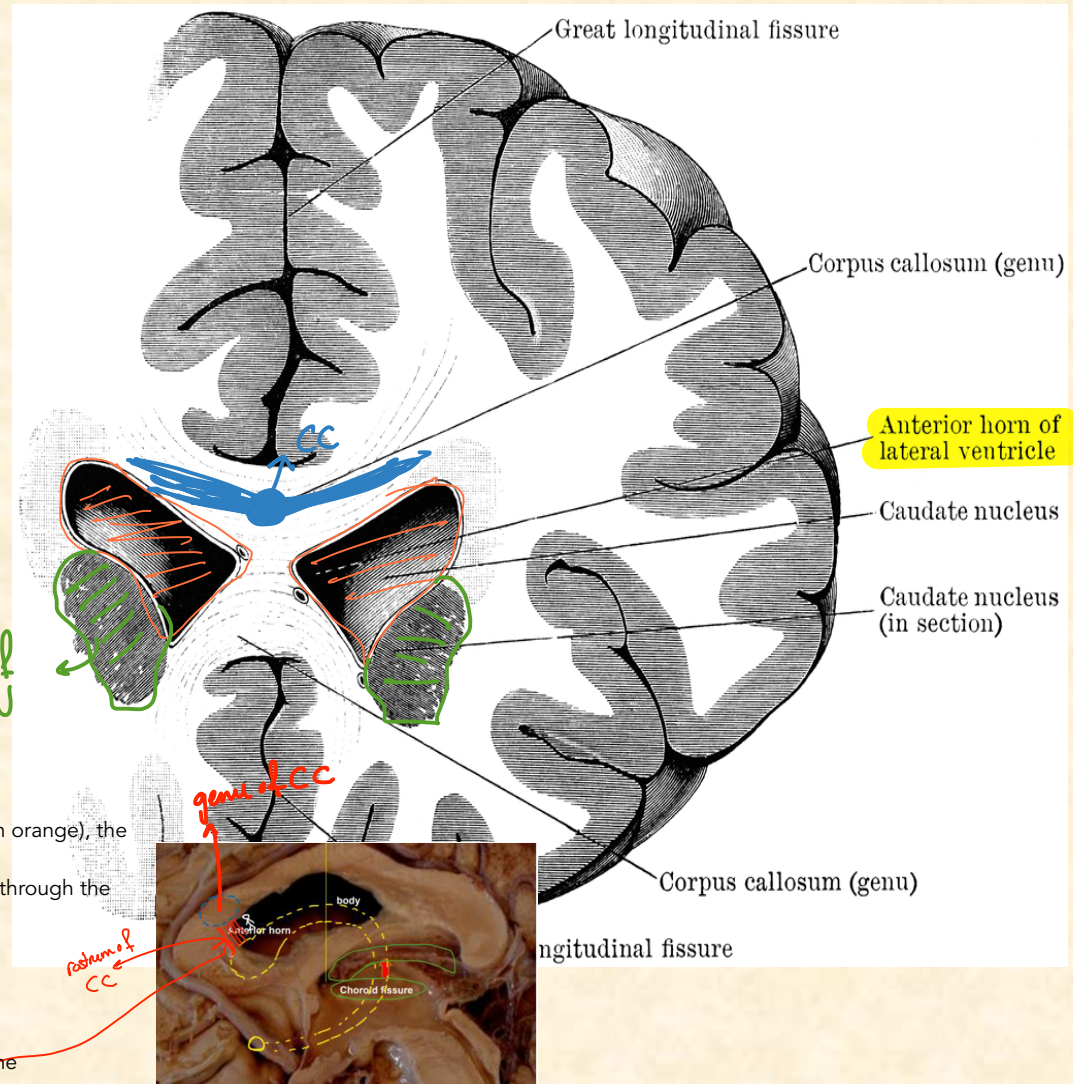 Great longitudinal fissure
Corpus callosum (genu)
CC
Anterior horn of
lateral ventricle
Caudate nucleus
Caudate nucleus
(in section)
f
genu of CC
n orange), the
through the
Corpus callosum (genu)
body
Anterior horn
ngitudinal fissure
rostrum of
CC
Choroid fissure
ne